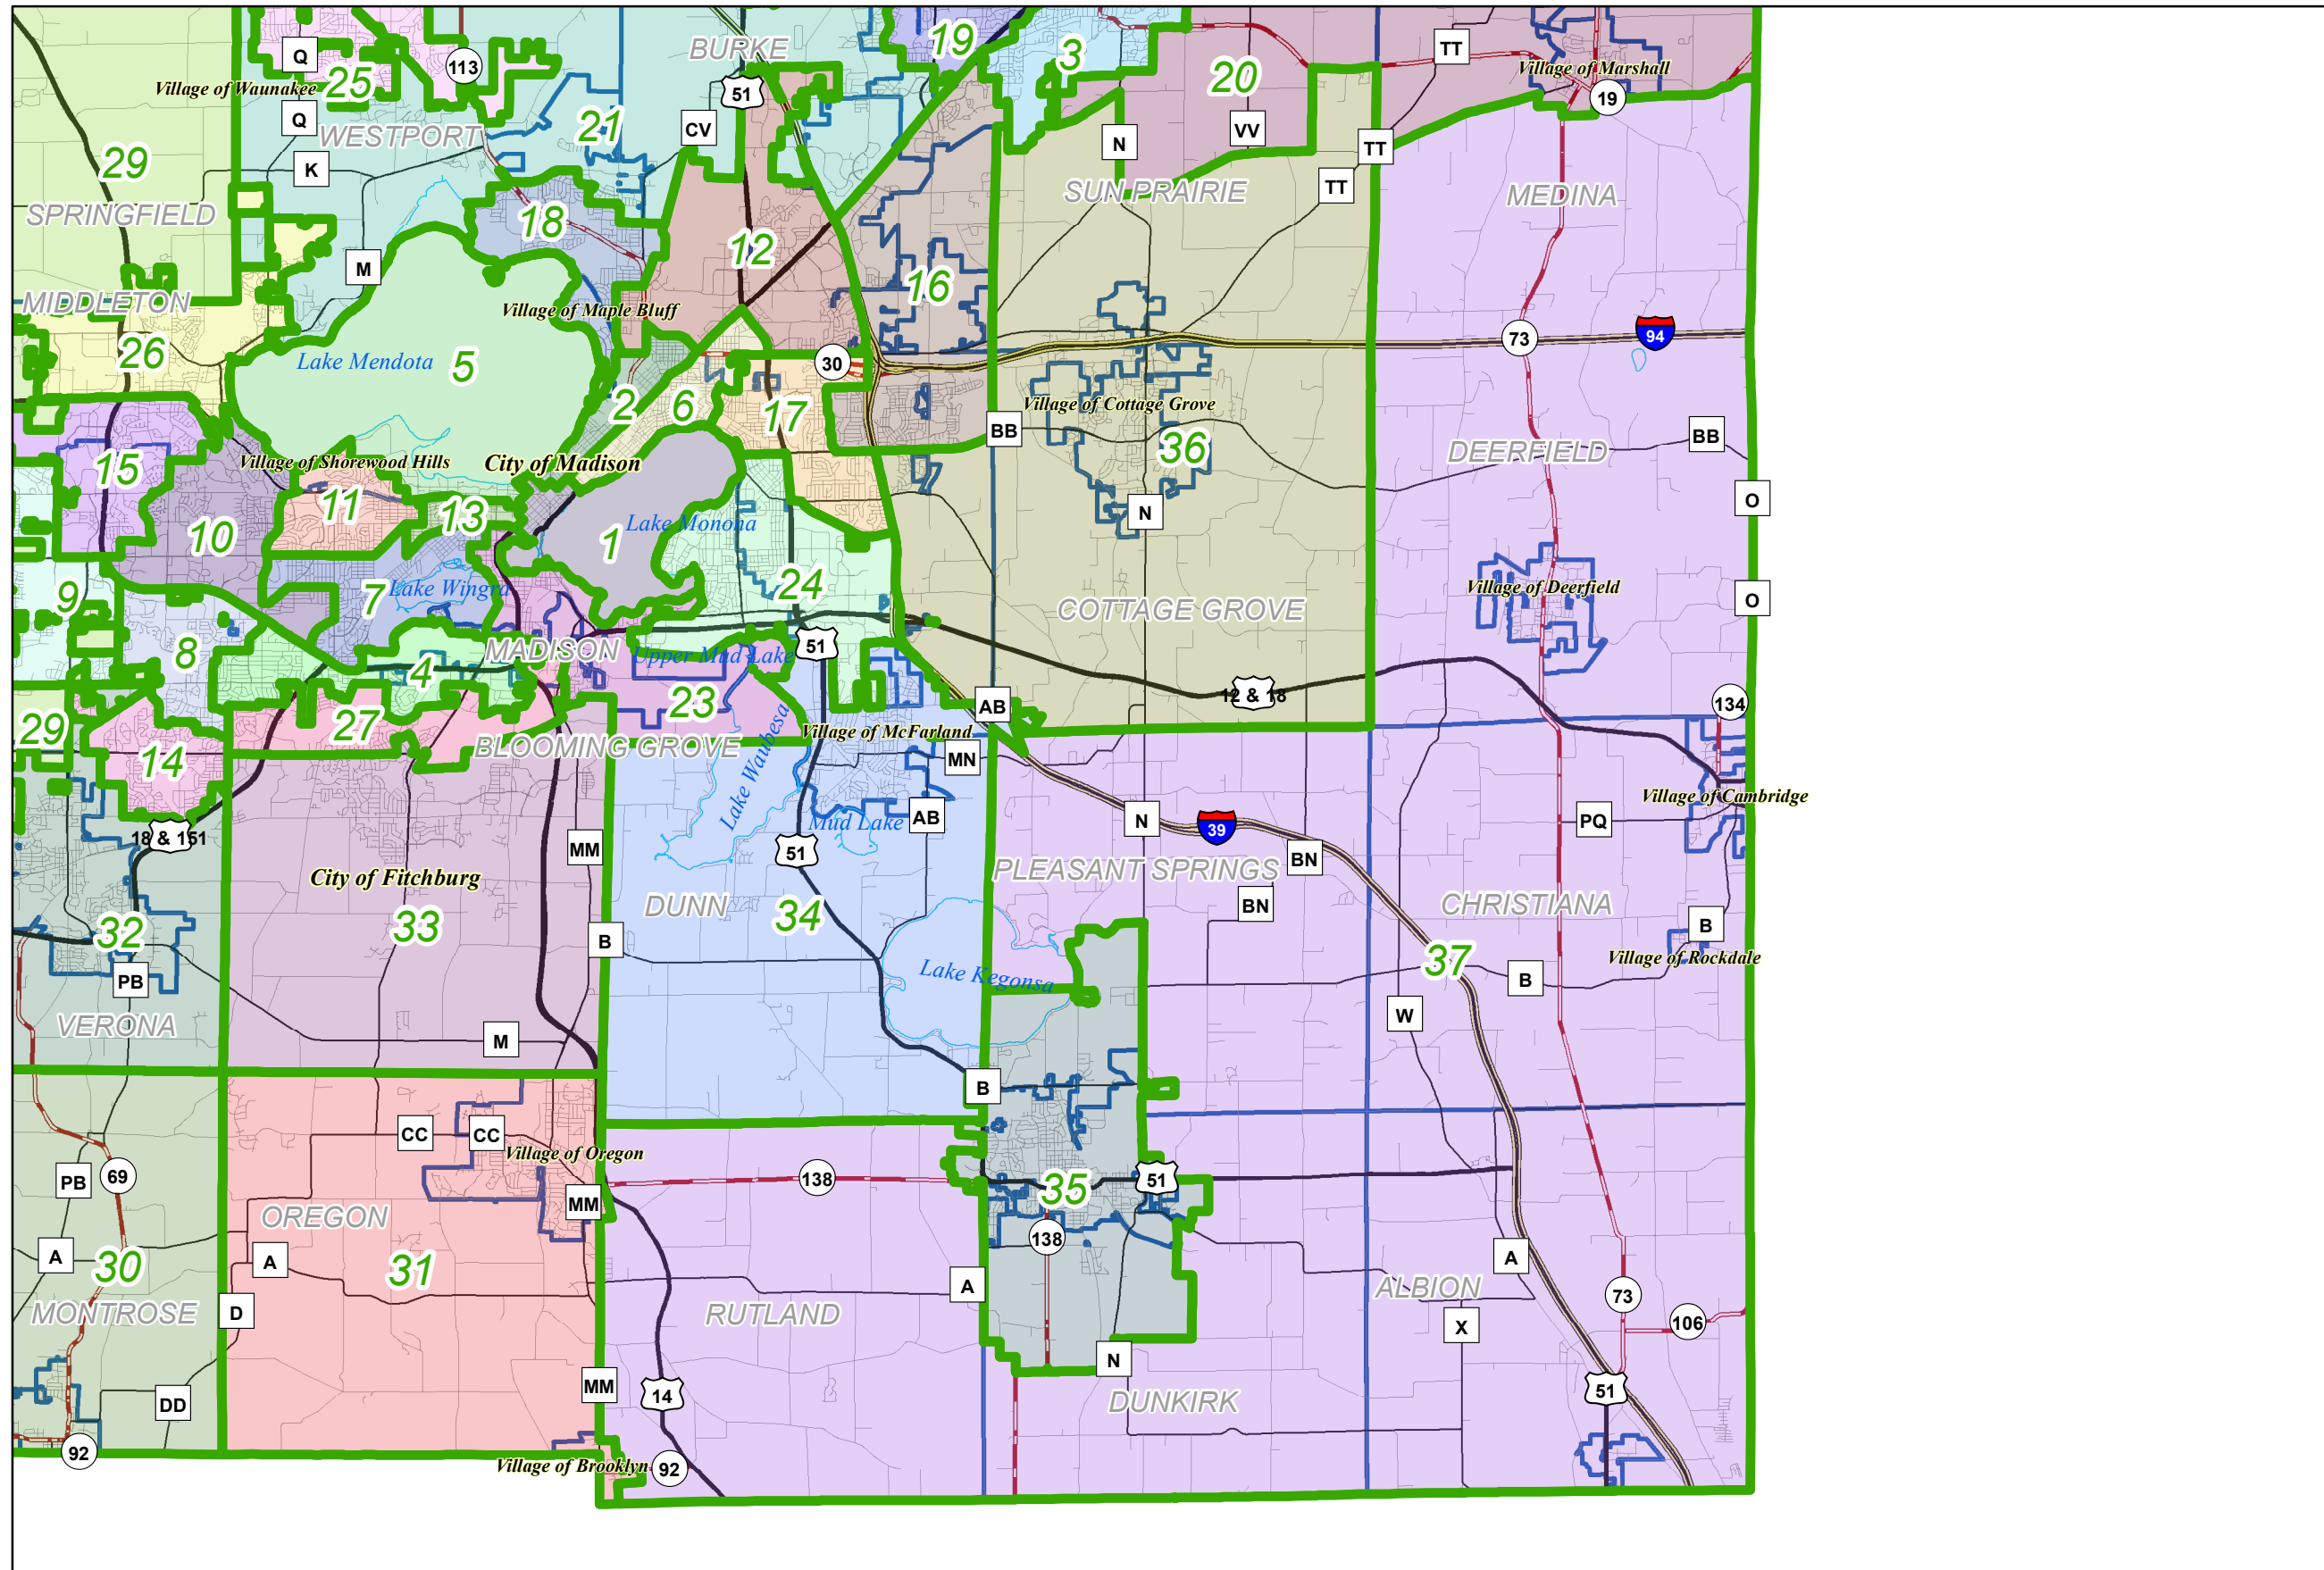 BURKE
19
3
TT
Q
25
113
Village of Marshall
20
Village of Waunakee
51
19
Q
WESTPORT
21
CV
N
VV
TT
29
K
TT
SUN PRAIRIE
MEDINA
SPRINGFIELD
18
12
M
16
MIDDLETON
Village of Maple Bluff
26
Lake Mendota
5
30
73
94
2
6
17
Village of Cottage Grove
BB
36
BB
DEERFIELD
15
Village of Shorewood Hills
City of Madison
11
13
N
O
10
Lake Monona
1
9
7
Lake Wingra
24
Village of Deerfield
O
COTTAGE GROVE
8
MADISON
Upper Mud Lake
51
4
23
AB
12 & 18
134
29
27
BLOOMING GROVE
Village of McFarland
14
MN
Lake Waubesa
Village of Cambridge
18 & 151
Mud Lake
AB
N
39
PQ
MM
51
BN
City of Fitchburg
PLEASANT SPRINGS
DUNN
34
BN
CHRISTIANA
32
33
B
B
37
Village of Rockdale
PB
Lake Kegonsa
B
VERONA
W
M
B
CC
CC
Village of Oregon
PB
69
138
35
51
MM
OREGON
138
A
30
A
31
A
A
ALBION
73
MONTROSE
D
RUTLAND
X
106
N
MM
14
51
DD
DUNKIRK
92
Village of Brooklyn
92